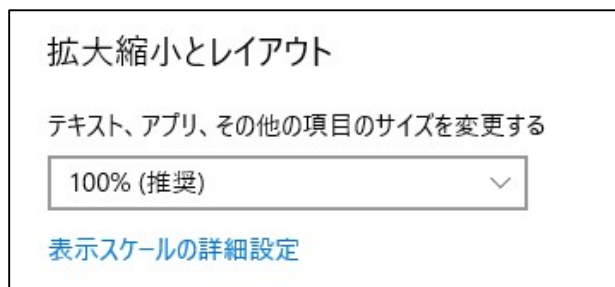 拡大縮小とレイアウト
テキスト、アプリ、その他の項目のサイズを変更する
100% (推奨)
表示スケールの詳細設定